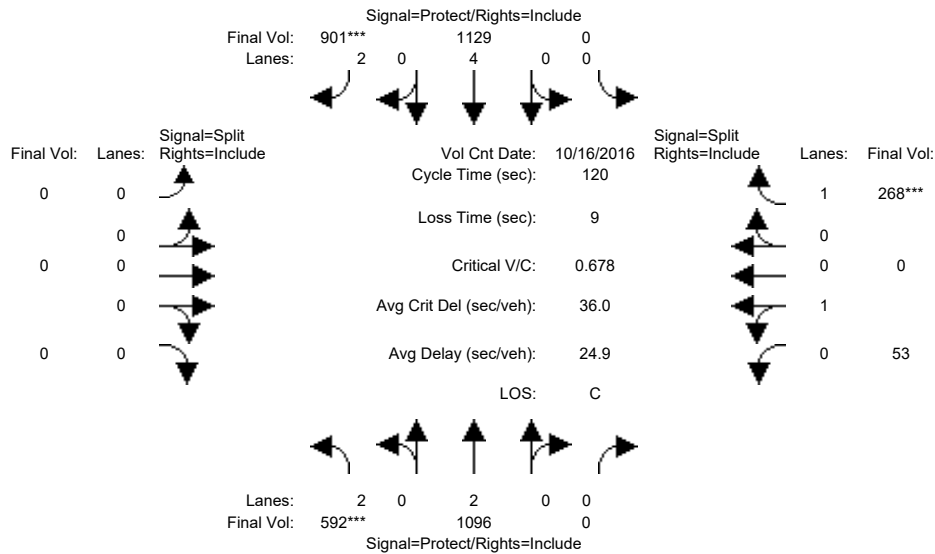 Signal=Protect/Rights=Include
Final Vol: 901*** 1129 0
Lanes: 2 0 4 0 0
Signal=Split
Final Vol: Lanes: Rights=Include
Vol Cnt Date: 10/16/2016
Signal=Split
Rights=Include Lanes: Final Vol:
Cycle Time (sec): 120
0 0
1 268***
Loss Time (sec): 9
0
0
0 0
Critical V/C: 0.678
0 0
0
Avg Crit Del (sec/veh): 36.0
1
0 0
Avg Delay (sec/veh): 24.9
0 53
LOS: C
Lanes: 2 0 2 0 0
Final Vol: 592*** 1096 0
Signal=Protect/Rights=Include